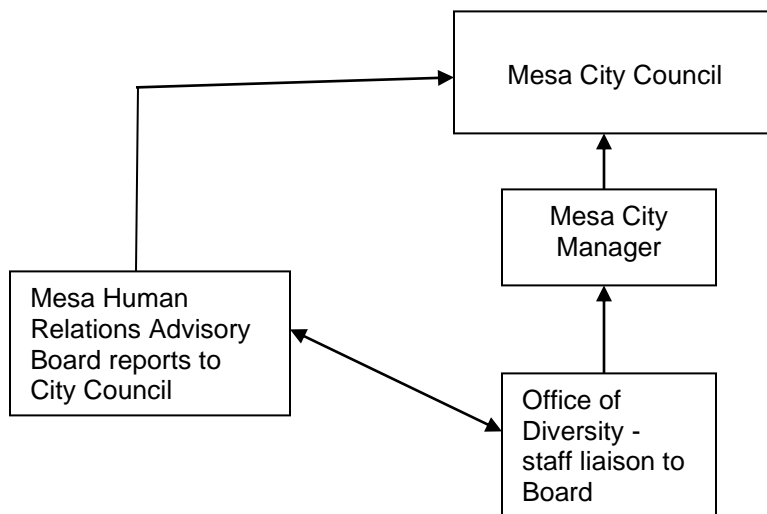 Mesa City Council
Mesa City
Manager
Mesa Human
Relations Advisory
Board reports to
City Council
Office of
Diversity -
staff liaison to
Board